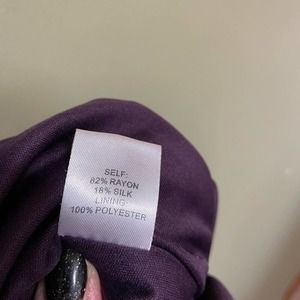 SELF:
82% RAYON
18% SILK
LINING:
100% POLYESTER